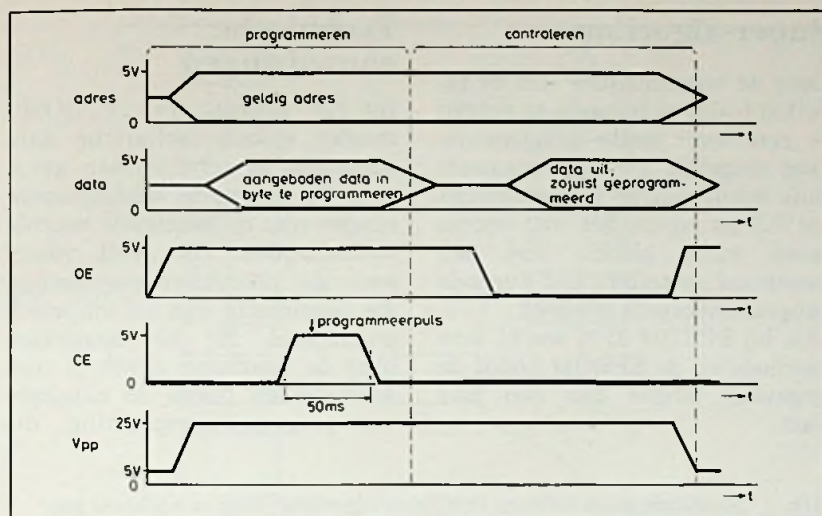 programmeren
controleren
5V
adres
geldig adres
0
t
5V
data
aangeboden data in
byte te programmeren
data uit,
zojuist geprogram-
meerd
0
t
5V
OE
t
programmeerpuls
5V
CE
0
50ms
t
25V
Vpp
5V
0
t